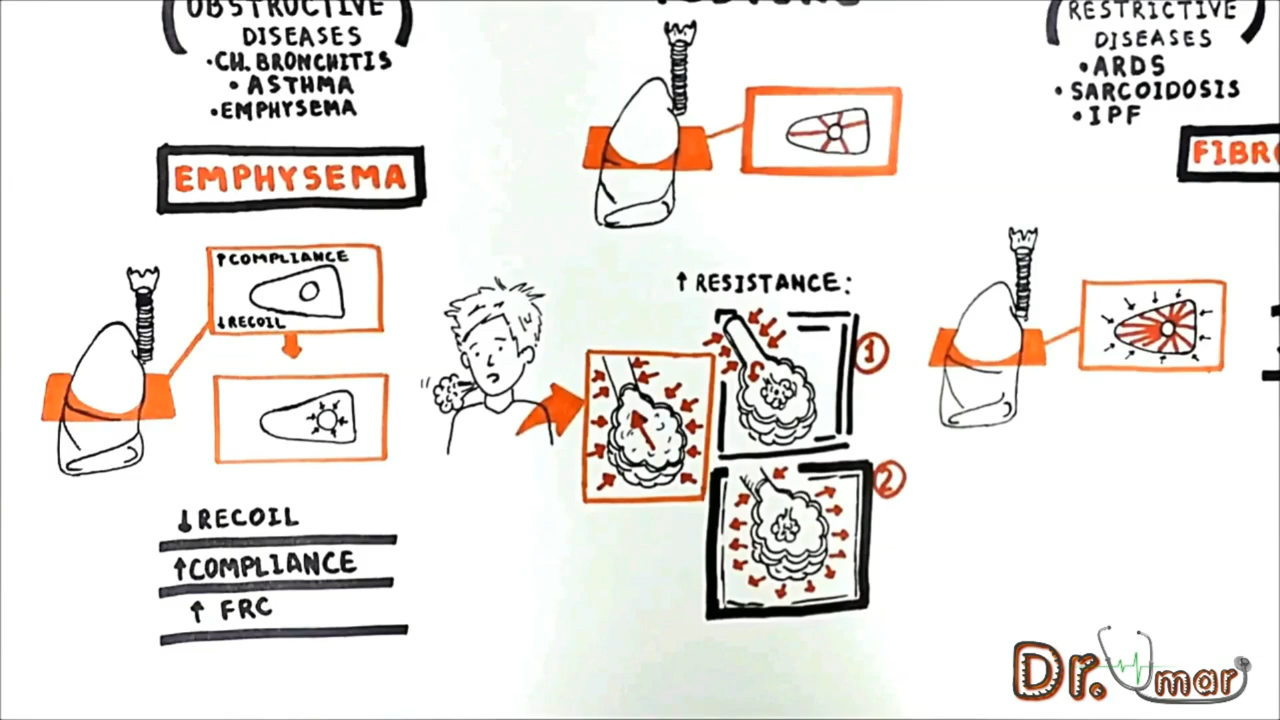 OBSTRUCTIVE
DISEASES
•CH. BRONCHITIS
• ASTHMA
•EMPHYSEMA
EMPHYSEMA
↑COMPLIANCE
↓RECOIL
↓RECOIL
↑COMPLIANCE
↑ FRC
↑ RESISTANCE:
1
2
RESTRICTIVE
DISEASES
•ARDS
•SARCOIDOSIS
•IPF
FIBRO
Dr. Umar